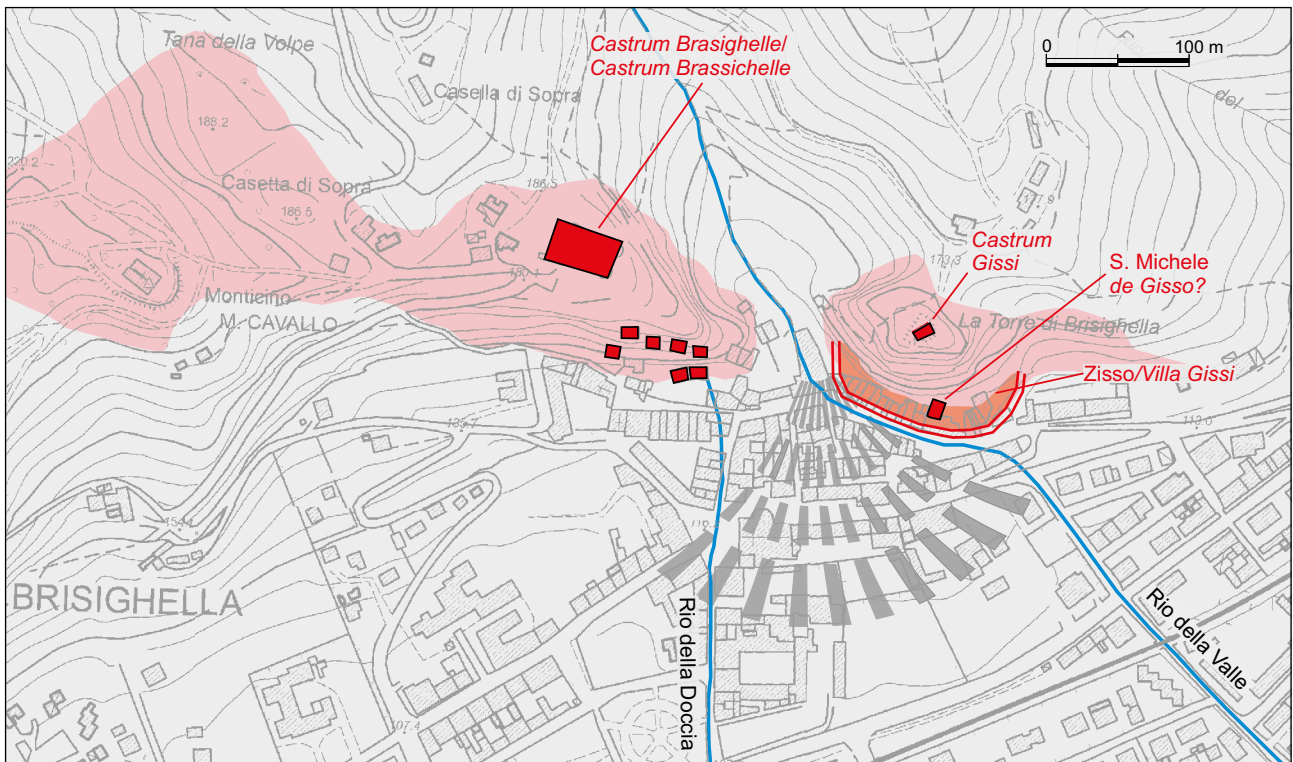 Tana della Volpe
Castrum Brasighelle/
Castrum Brassichelle
0 100 m
Casella di Sopra
del
188.2
220.2
Casetta di Sopra
186.5
186.5
Castrum
Gissi
S. Michele
de Gisso?
173.3
180.1
Monticino
M. CAVALLO
La Torre di Brisighella
Zisso/Villa Gissi
113.0
BRISIGHELLA
107.4
Rio della Doccia
Rio della Valle